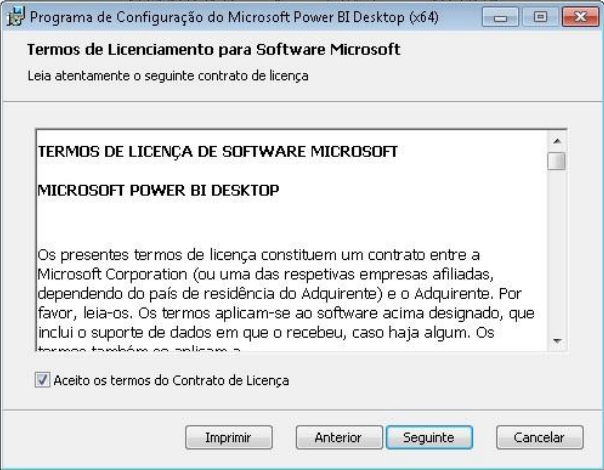 Programa de Configuração do Microsoft Power BI Desktop (x64)
Termos de Licenciamento para Software Microsoft
Leia atentamente o seguinte contrato de licença
TERMOS DE LICENÇA DE SOFTWARE MICROSOFT
MICROSOFT POWER BI DESKTOP
Os presentes termos de licença constituem um contrato entre a
Microsoft Corporation (ou uma das respetivas empresas afiliadas,
dependendo do país de residência do Adquirente) e o Adquirente. Por
favor, leia-os. Os termos aplicam-se ao software acima designado, que
inclui o suporte de dados em que o recebeu, caso haja algum. Os
termos também se aplicam a
Aceito os termos do Contrato de Licença
Imprimir Anterior Seguinte Cancelar